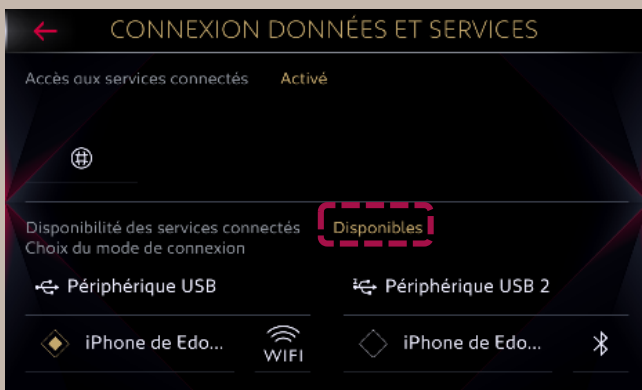 CONNEXION DONNÉES ET SERVICES
Accès aux services connectés Activé
Disponibilité des services connectés Disponibles
Choix du mode de connexion
Périphérique USB Périphérique USB 2
iPhone de Edo... WIFI iPhone de Edo...